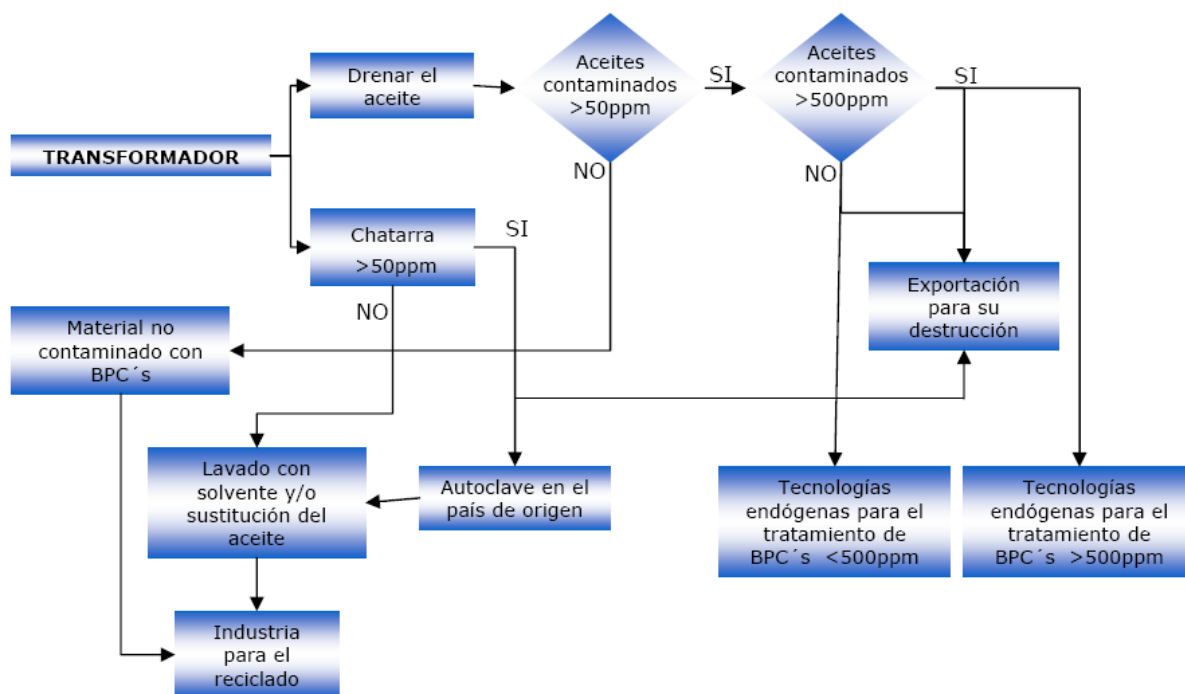 Drenar el
aceite
Aceites
contaminados
>50ppm
SI
Aceites
contaminados
>500ppm
SI
TRANSFORMADOR
NO
NO
Chatarra
>50ppm
SI
NO
Exportación
para su
destrucción
Material no
contaminado con
BPC´s
Lavado con
solvente y/o
sustitución del
aceite
Autoclave en el
país de origen
Tecnologías
endógenas para el
tratamiento de
BPC´s <500ppm
Tecnologías
endógenas para el
tratamiento de
BPC´s >500ppm
Industria
para el
reciclado